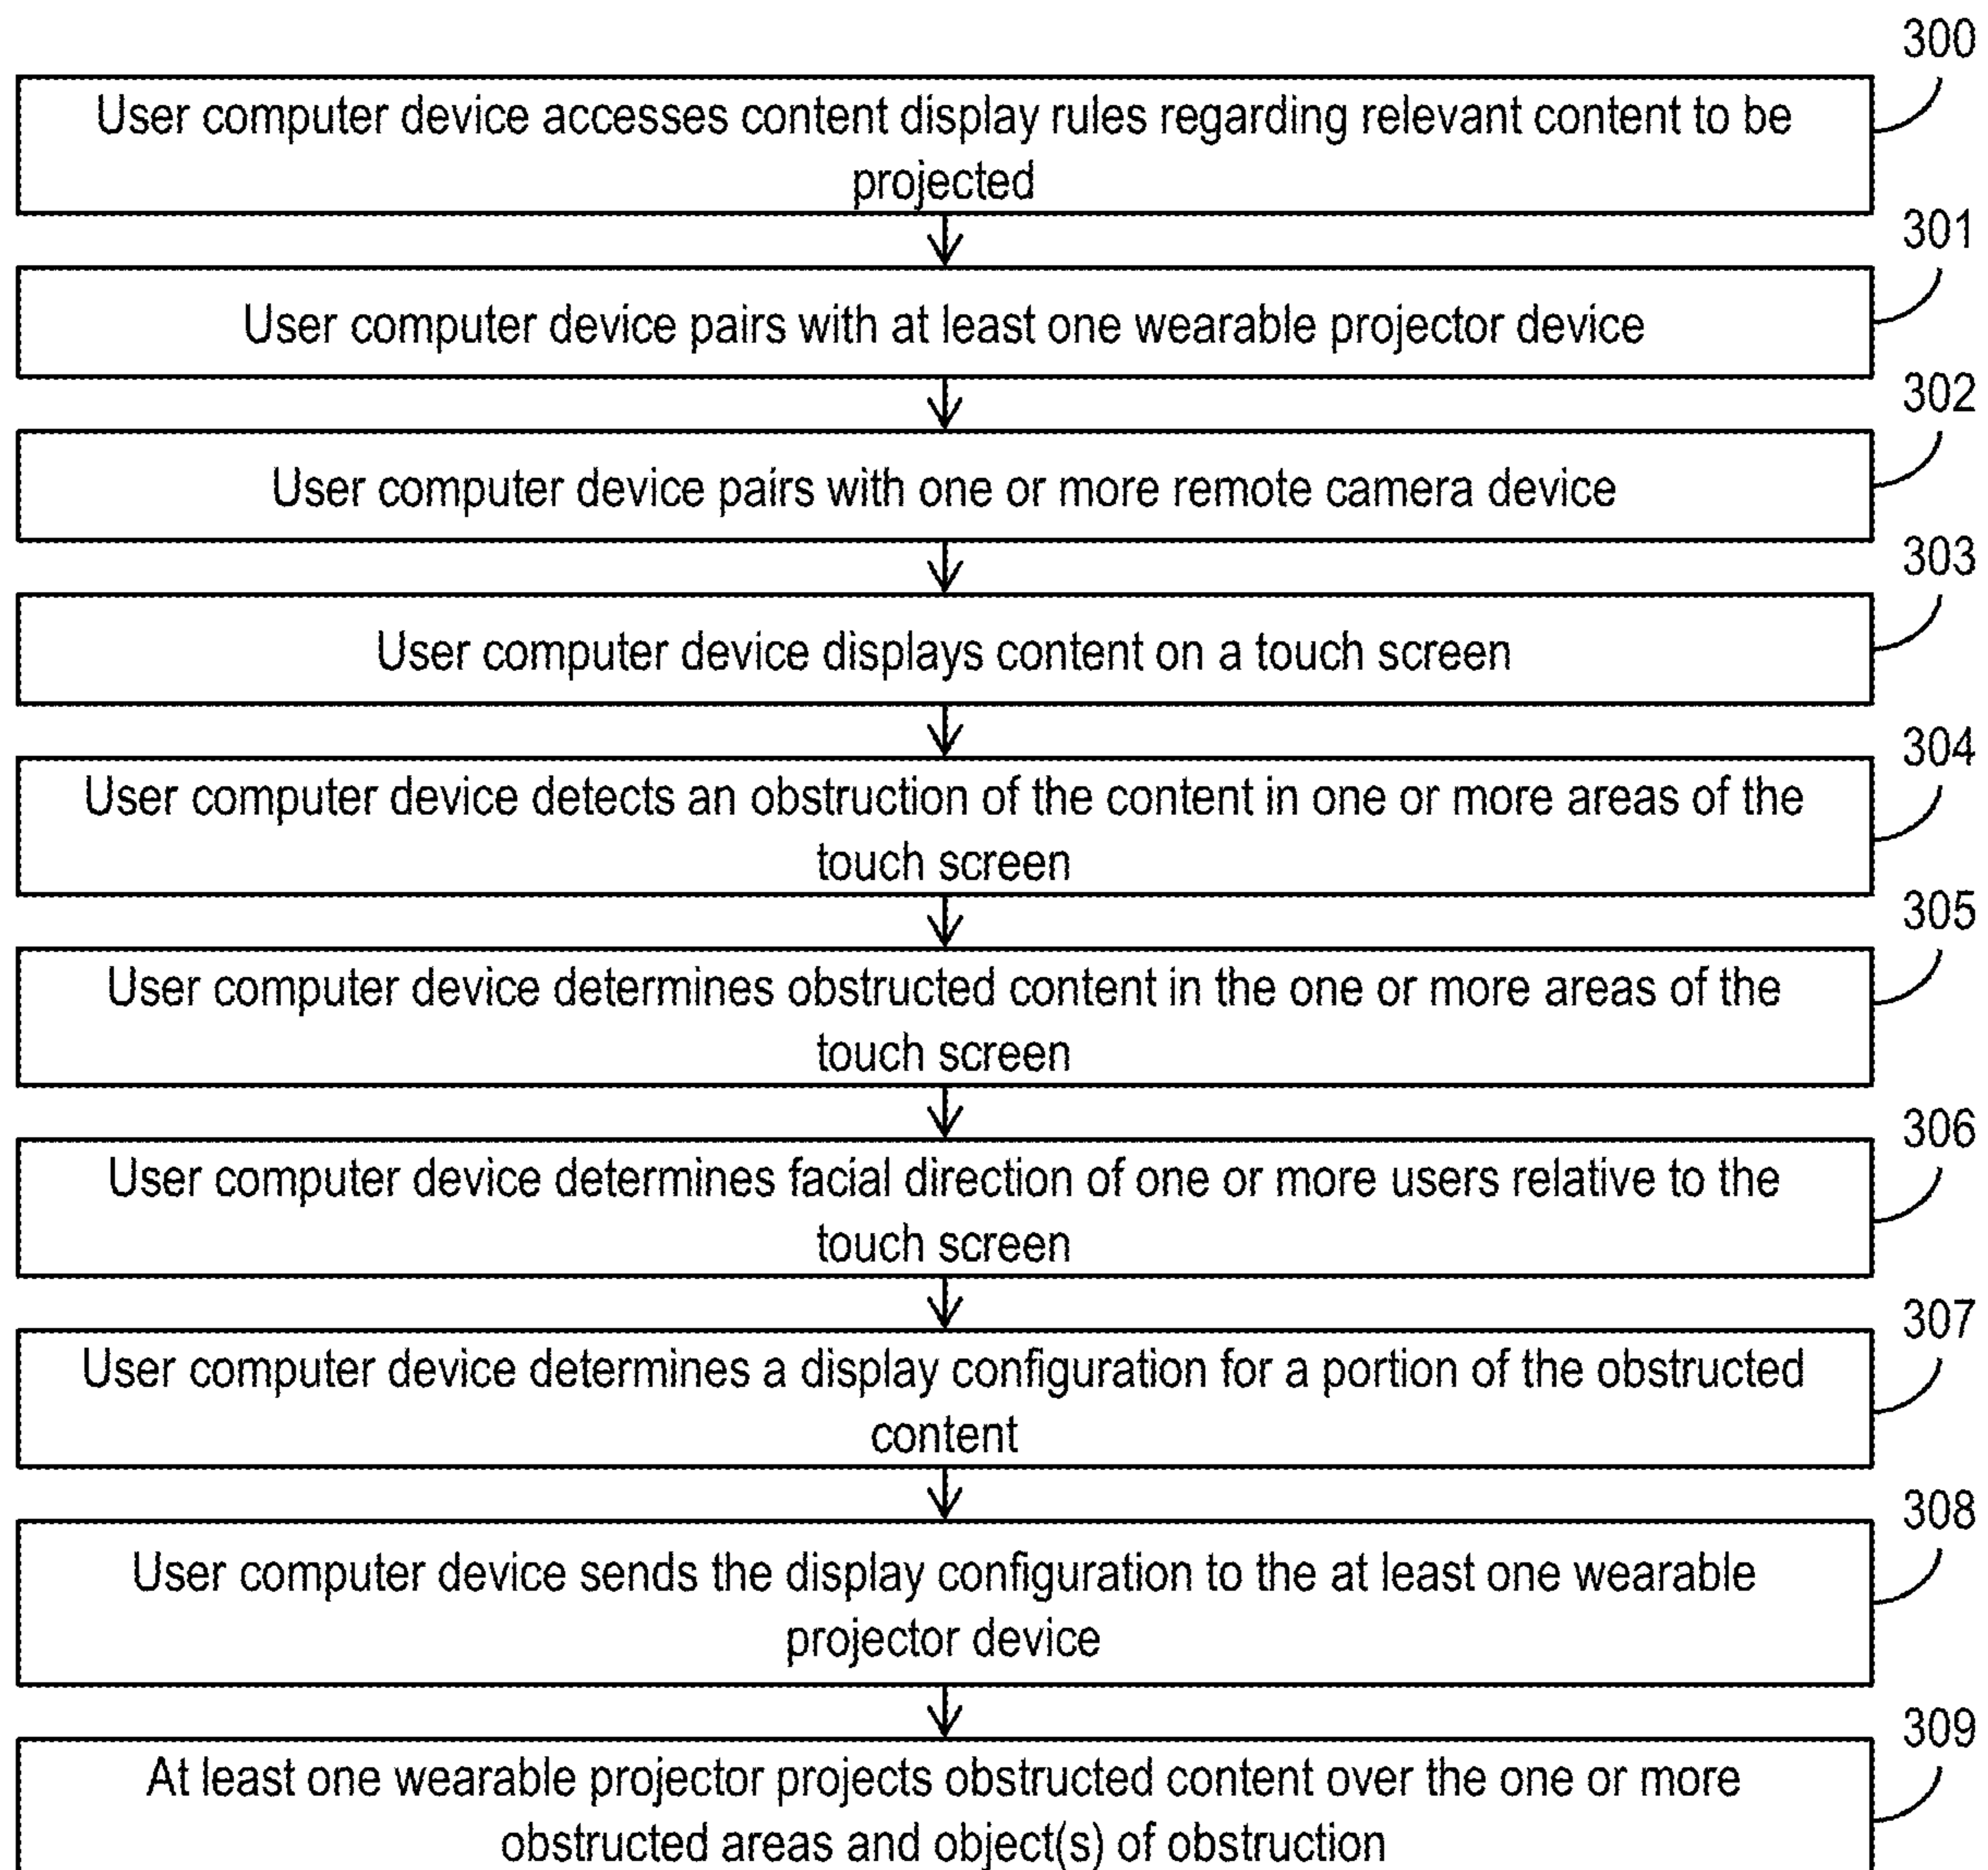 300
User computer device accesses content display rules regarding relevant content to be
projected
301
User computer device pairs with at least one wearable projector device
302
User computer device pairs with one or more remote camera device
303
User computer device displays content on a touch screen
304
User computer device detects an obstruction of the content in one or more areas of the
touch screen
305
User computer device determines obstructed content in the one or more areas of the
touch screen
306
User computer device determines facial direction of one or more users relative to the
touch screen
307
User computer device determines a display configuration for a portion of the obstructed
content
308
User computer device sends the display configuration to the at least one wearable
projector device
309
At least one wearable projector projects obstructed content over the one or more
obstructed areas and object(s) of obstruction